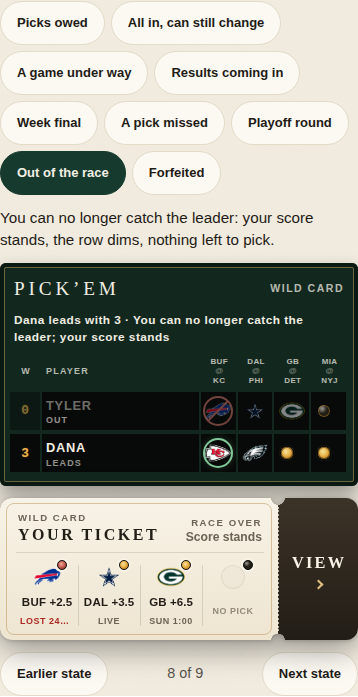 Picks owed
All in, can still change
A game under way
Results coming in
Week final
A pick missed
Playoff round
Out of the race
Forfeited
You can no longer catch the leader: your score
stands, the row dims, nothing left to pick.
PICK’EM
WILD CARD
Dana leads with 3 · You can no longer catch the
leader; your score stands
W PLAYER BUF @ KC DAL @ PHI GB @ DET MIA @ NYJ
0 TYLER
OUT
3 DANA
LEADS
WILD CARD
YOUR TICKET
RACE OVER
Score stands
VIEW
BUF +2.5 DAL +3.5 GB +6.5 NO PICK
LOST 24… LIVE SUN 1:00
Earlier state
8 of 9
Next state